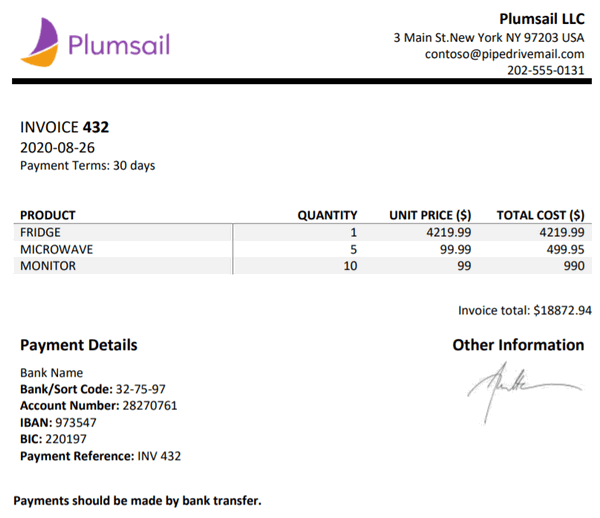 Plumsail
Plumsail LLC
3 Main St.New York NY 97203 USA
contoso@pipedrivemail.com
202-555-0131
INVOICE 432
2020-08-26
Payment Terms: 30 days
PRODUCT QUANTITY UNIT PRICE ($) TOTAL COST ($)
FRIDGE 1 4219.99 4219.99
MICROWAVE 5 99.99 499.95
MONITOR 10 99 990
Invoice total: $18872.94
Payment Details
Other Information
Bank Name
Bank/Sort Code: 32-75-97
Account Number: 28270761
IBAN: 973547
BIC: 220197
Payment Reference: INV 432
Payments should be made by bank transfer.